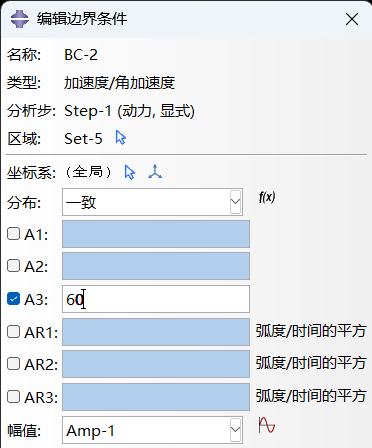 编辑边界条件
名称: BC-2
类型: 加速度/角加速度
分析步: Step-1 (动力, 显式)
区域: Set-5
坐标系: (全局)
分布: 一致 f(x)
A1:
A2:
A3: 60
AR1: 弧度/时间的平方
AR2: 弧度/时间的平方
AR3: 弧度/时间的平方
幅值: Amp-1